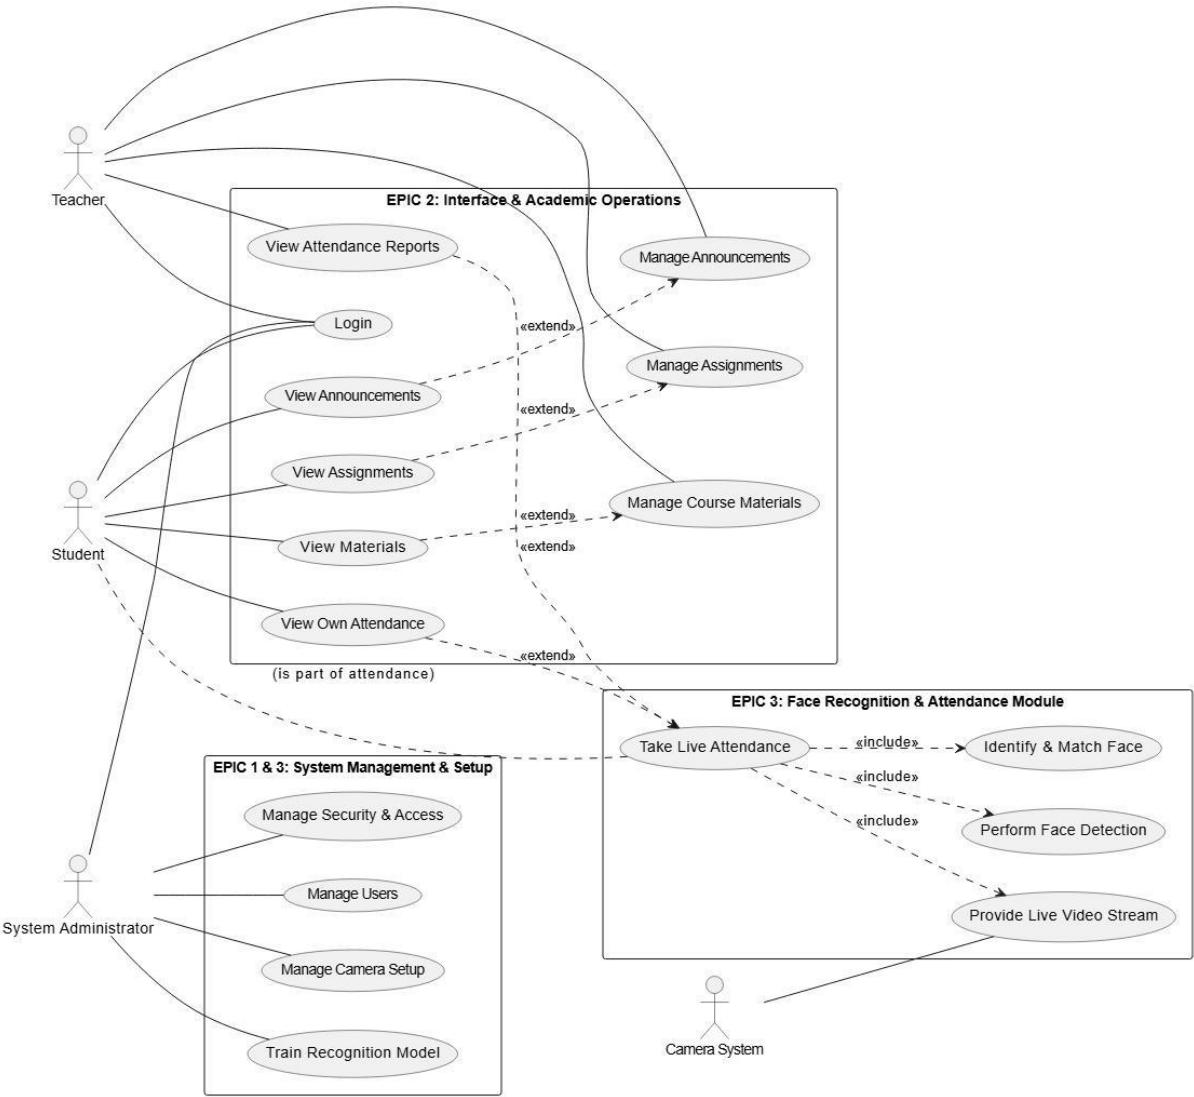 Teacher
EPIC 2: Interface & Academic Operations
View Attendance Reports
Manage Announcements
Login
«extend»
Manage Assignments
View Announcements
«extend»
View Assignments
Manage Course Materials
«extend»
View Materials
«extend»
Student
View Own Attendance
«extend»
(is part of attendance)
EPIC 3: Face Recognition & Attendance Module
Take Live Attendance
«include»
Identify & Match Face
«include»
«include»
Perform Face Detection
Provide Live Video Stream
EPIC 1 & 3: System Management & Setup
Manage Security & Access
Manage Users
System Administrator
Manage Camera Setup
Train Recognition Model
Camera System